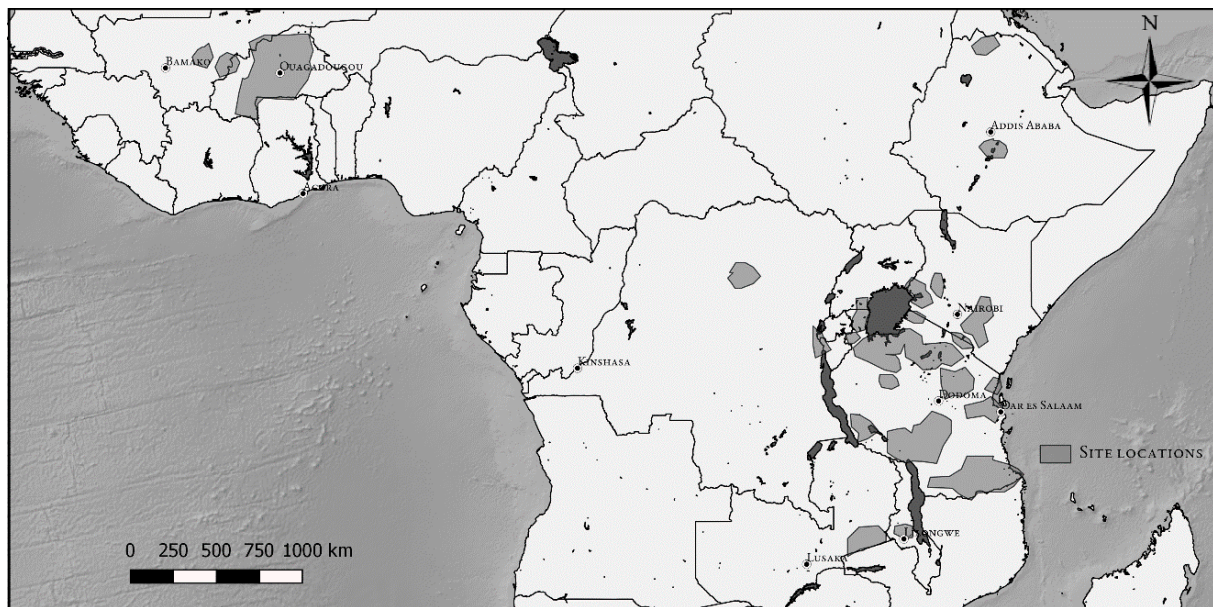 N
Bamako
Ouagadougou
Addis Ababa
Accra
Nairobi
Kinshasa
Dodoma
Dar es Salaam
Site locations
Lilongwe
Lusaka
0 250 500 750 1000 km